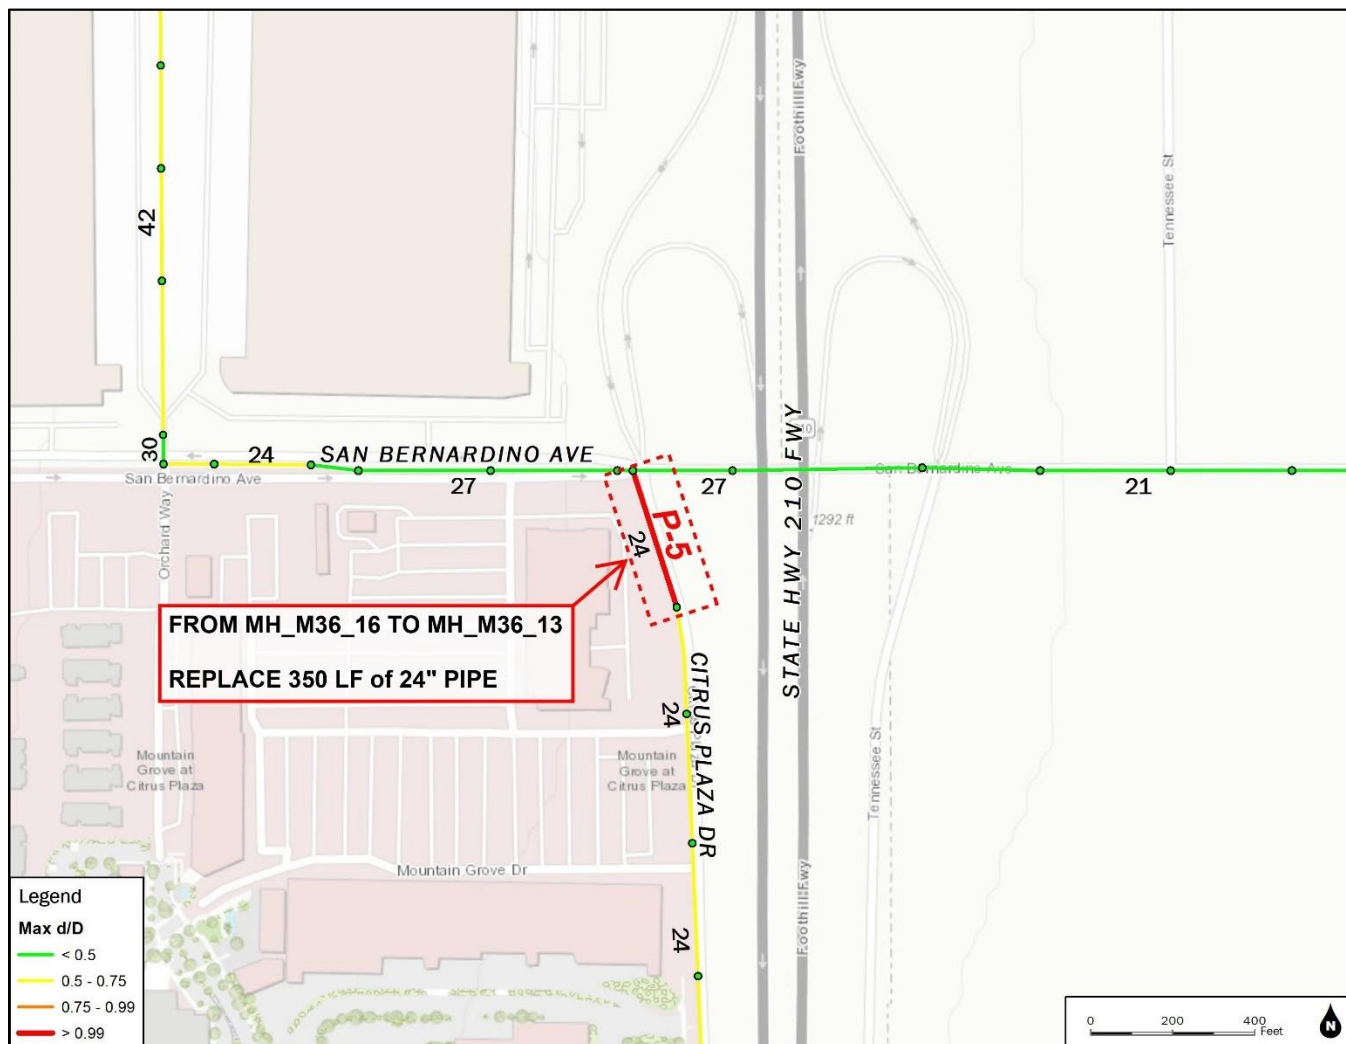 Foothill Fwy
Tennessee St
42
30
24
SAN BERNARDINO AVE
San Bernardino Ave
27
27
San Bernardino Ave
21
Orchard Way
P-5
24
1292 ft
STATE HWY 210 FWY
FROM MH_M36_16 TO MH_M36_13
REPLACE 350 LF of 24" PIPE
CITRUS PLAZA DR
24
Mountain
Grove at
Citrus Plaza
Mountain
Grove at
Citrus Plaza
Tennessee St
Mountain Grove Dr
Foothill Fwy
24
Legend
Max d/D
< 0.5
0.5 - 0.75
0.75 - 0.99
> 0.99
0 200 400
Feet
N